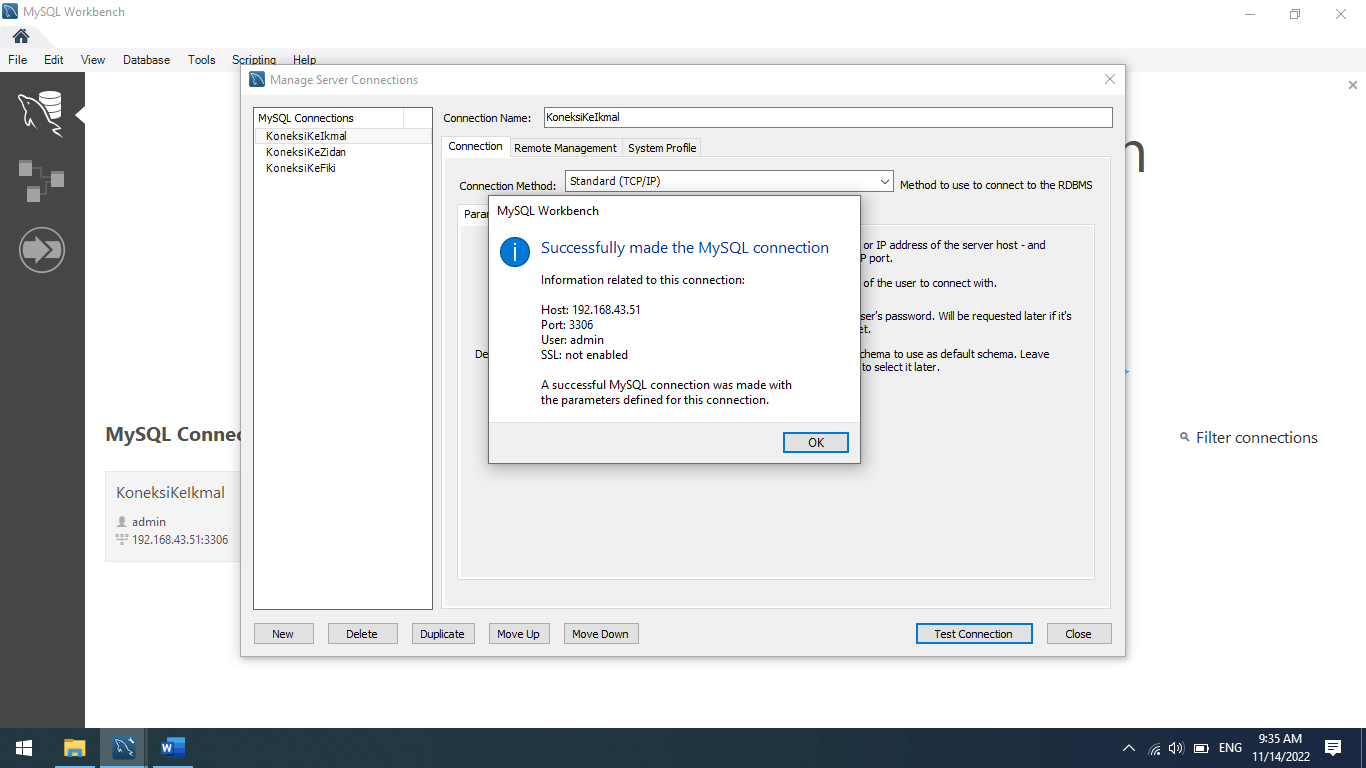 MySQL Workbench
File Edit View Database Tools Scripting Help
Manage Server Connections
MySQL Connections
KoneksiKeIkmal
KoneksiKeZidan
KoneksiKeFiki
Connection Name: KoneksiKeIkmal
Connection Remote Management System Profile
Connection Method: Standard (TCP/IP) Method to use to connect to the RDBMS
MySQL Workbench
Successfully made the MySQL connection
Information related to this connection:
Host: 192.168.43.51
Port: 3306
User: admin
SSL: not enabled
A successful MySQL connection was made with
the parameters defined for this connection.
OK
or IP address of the server host - and
P port.
of the user to connect with.
ser's password. Will be requested later if it's
et.
chema to use as default schema. Leave
to select it later.
New Delete Duplicate Move Up Move Down Test Connection Close
MySQL Connec
Filter connections
KoneksiKeIkmal
admin
192.168.43.51:3306
ENG
9:35 AM
11/14/2022